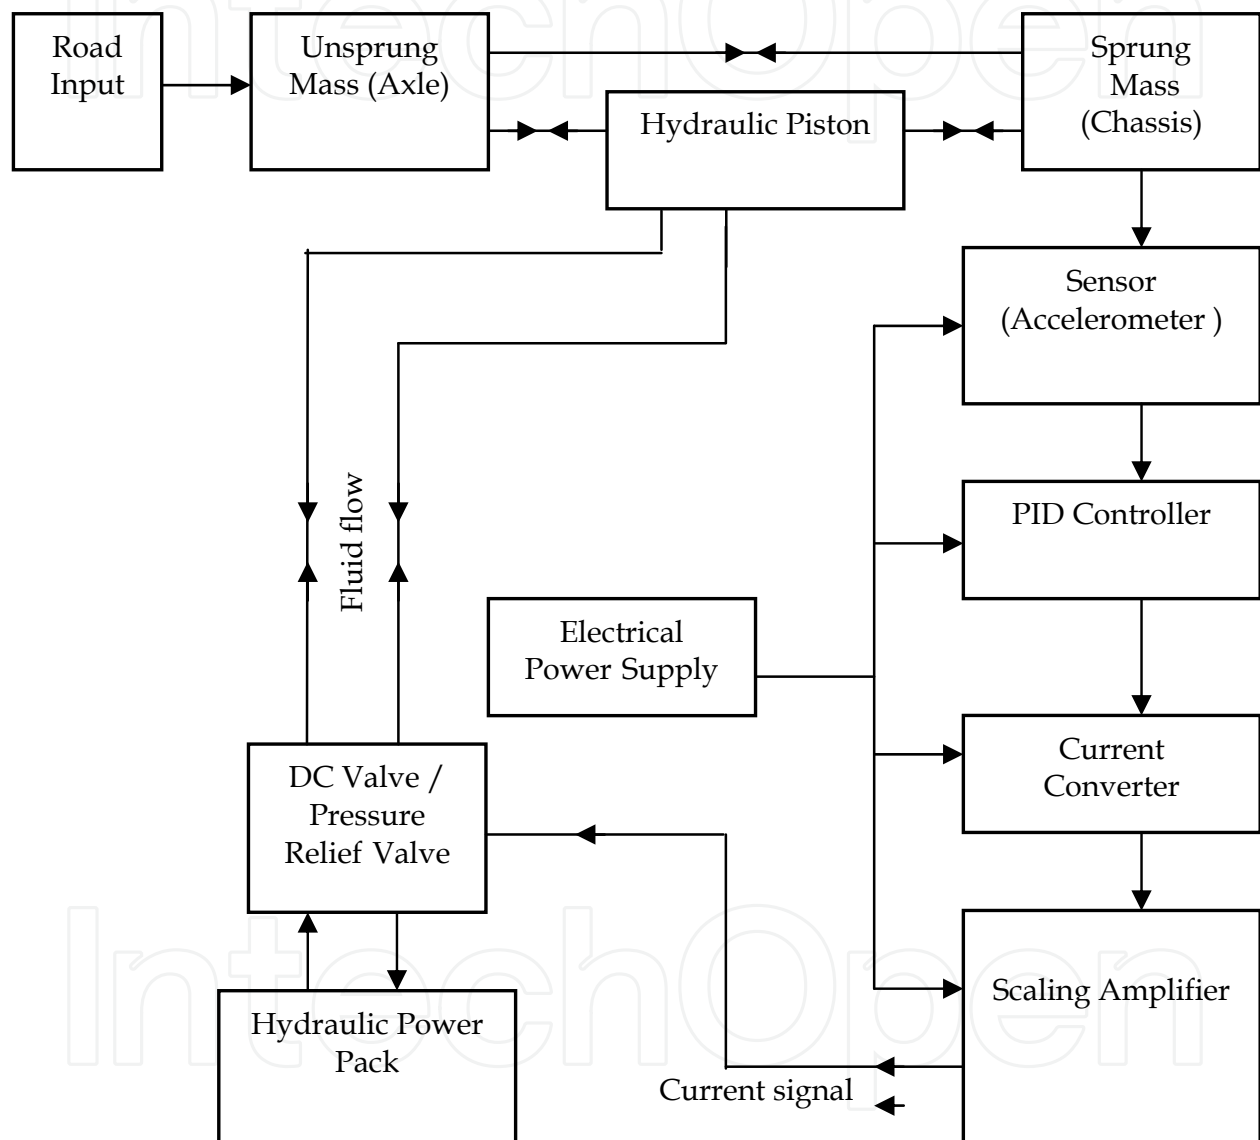 Road
Input
Unsprung
Mass (Axle)
Sprung
Mass
(Chassis)
Hydraulic Piston
Sensor
(Accelerometer )
Fluid flow
PID Controller
Electrical
Power Supply
Current
Converter
DC Valve /
Pressure
Relief Valve
Scaling Amplifier
Hydraulic Power
Pack
Current signal
IntechOpen
IntechOpen